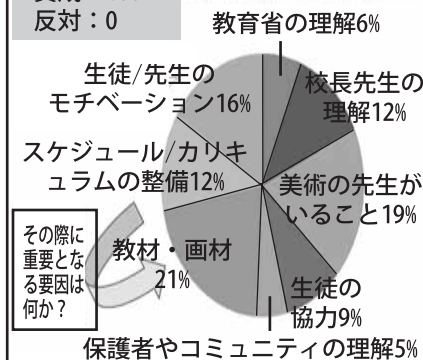 反対：0
教育省の理解6%
校長先生の
理解12%
美術の先生が
いること19%
生徒の
協力9%
保護者やコミュニティの理解5%
教材・画材
21%
スケジュール/カリキ
ュラムの整備12%
生徒/先生の
モチベーション16%
その際に
重要とな
る要因は
何か？